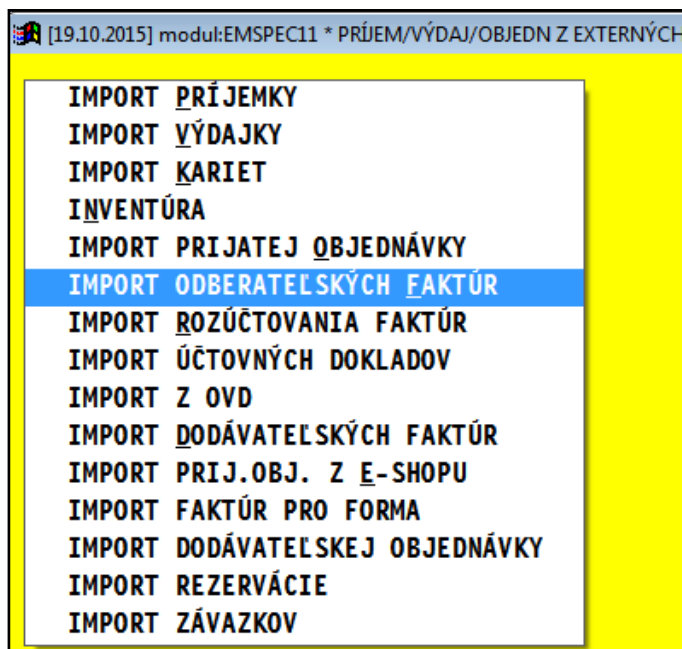 [19.10.2015] modul:EMSPEC11 * PRÍJEM/VÝDAJ/OBJEDN Z EXTERNÝCH
IMPORT PRÍJEMKY
IMPORT VÝDAJKY
IMPORT KARIET
INVENTÚRA
IMPORT PRIJATEJ OBJEDNÁVKY
IMPORT ODBERATEĽSKÝCH FAKTÚR
IMPORT ROZÚČTOVANIA FAKTÚR
IMPORT ÚČTOVNÝCH DOKLADOV
IMPORT Z OVD
IMPORT DODÁVATEĽSKÝCH FAKTÚR
IMPORT PRIJ.OBJ. Z E-SHOPU
IMPORT FAKTÚR PRO FORMA
IMPORT DODÁVATEĽSKEJ OBJEDNÁVKY
IMPORT REZERVÁCIE
IMPORT ZÁVAZKOV